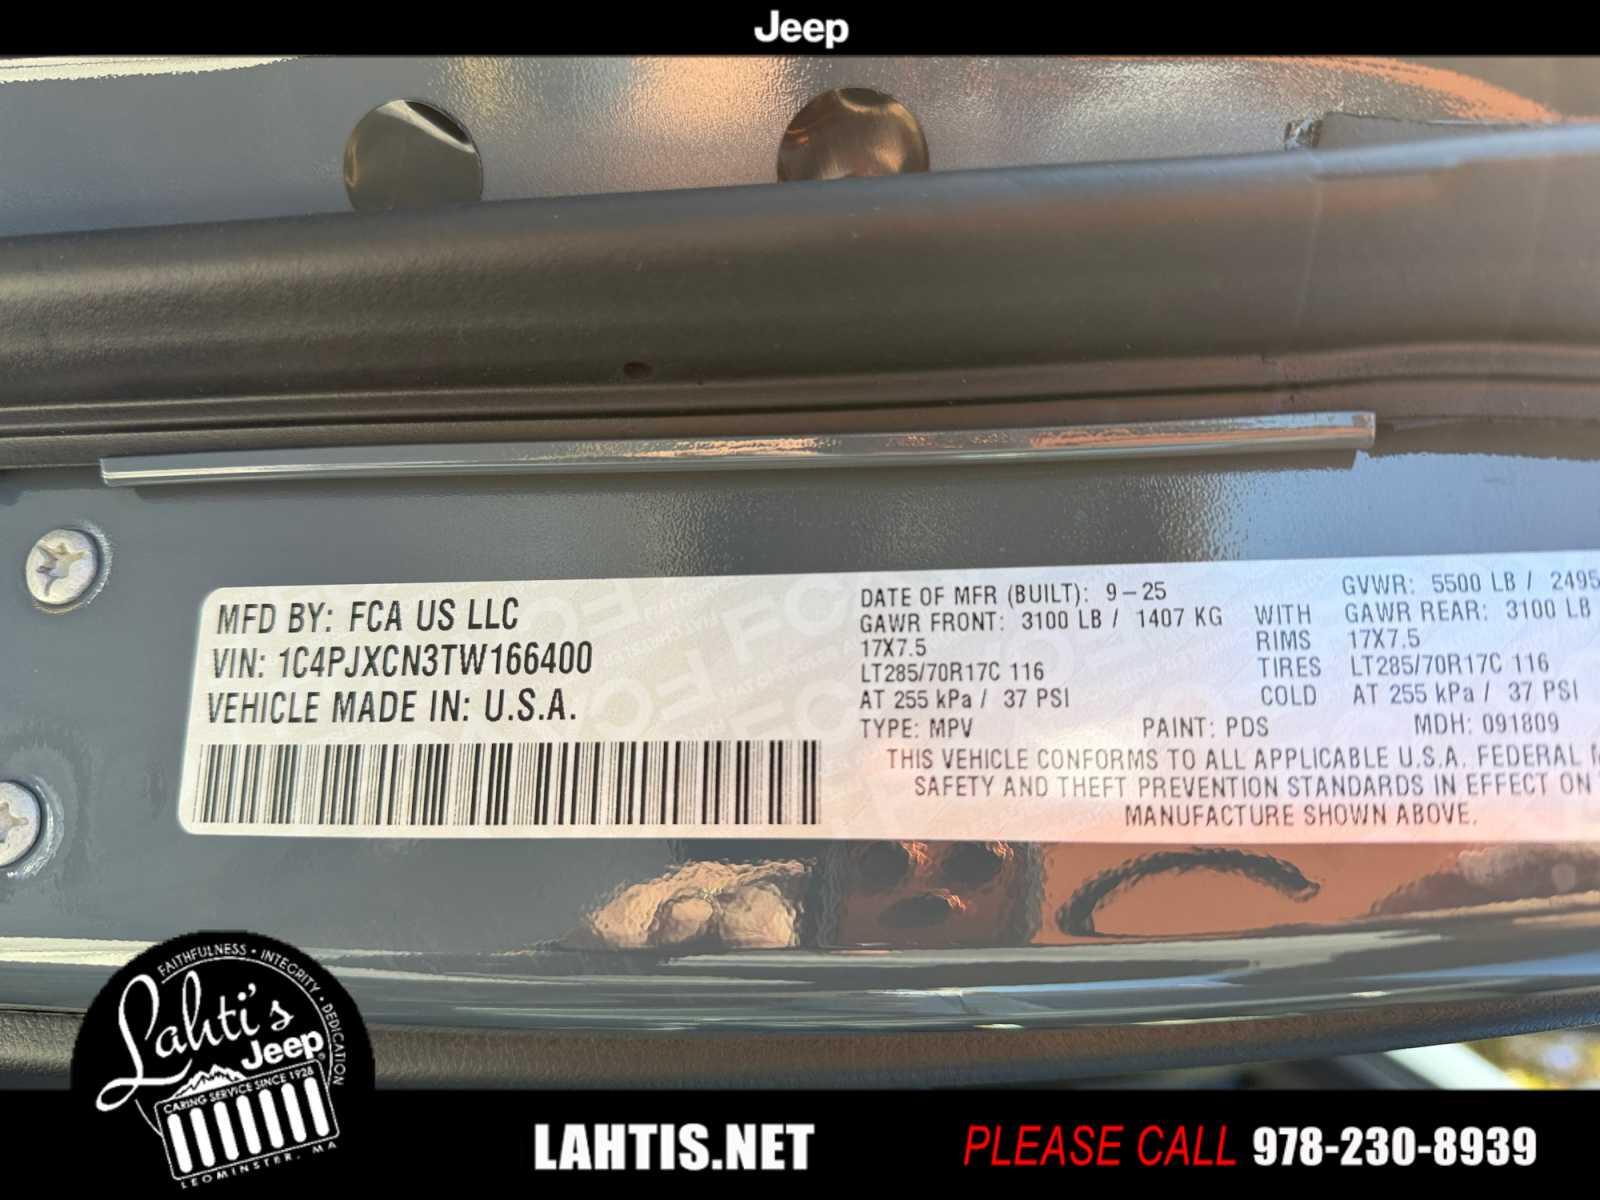 Jeep
MFD BY: FCA US LLC
VIN: 1C4PJXCN3TW166400
VEHICLE MADE IN: U.S.A.
DATE OF MFR (BUILT): 9-25 GVWR: 5500 LB / 2495
GAWR FRONT: 3100 LB / 1407 KG WITH GAWR REAR: 3100 LB
17X7.5 RIMS 17X7.5
LT285/70R17C 116 TIRES LT285/70R17C 116
AT 255 kPa / 37 PSI COLD AT 255 kPa / 37 PSI
TYPE: MPV PAINT: PDS MDH: 091809
THIS VEHICLE CONFORMS TO ALL APPLICABLE U.S.A. FEDERAL
SAFETY AND THEFT PREVENTION STANDARDS IN EFFECT ON
MANUFACTURE SHOWN ABOVE.
FAITHFULNESS · INTEGRITY · DEDICATION
Lahti's
Jeep
CARING SERVICE SINCE 1928
LEOMINSTER, MA
LAHTIS.NET
PLEASE CALL 978-230-8939